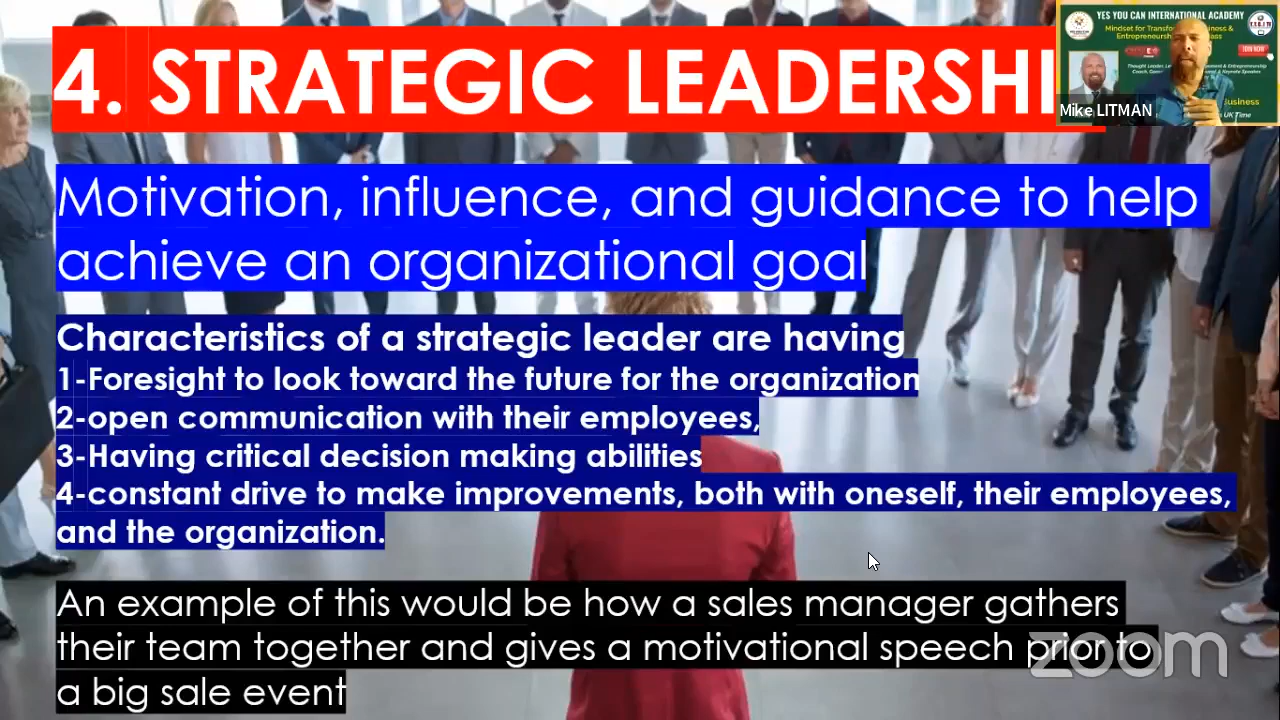 4. STRATEGIC LEADERSHI
YES YOU CAN INTERNATIONAL ACADEMY
Mike LITMAN
JOIN NOW
UK Time
Motivation, influence, and guidance to help
achieve an organizational goal
Characteristics of a strategic leader are having
1-Foresight to look toward the future for the organization
2-open communication with their employees,
3-Having critical decision making abilities
4-constant drive to make improvements, both with oneself, their employees,
and the organization.
An example of this would be how a sales manager gathers
their team together and gives a motivational speech prior to
a big sale event
zoom